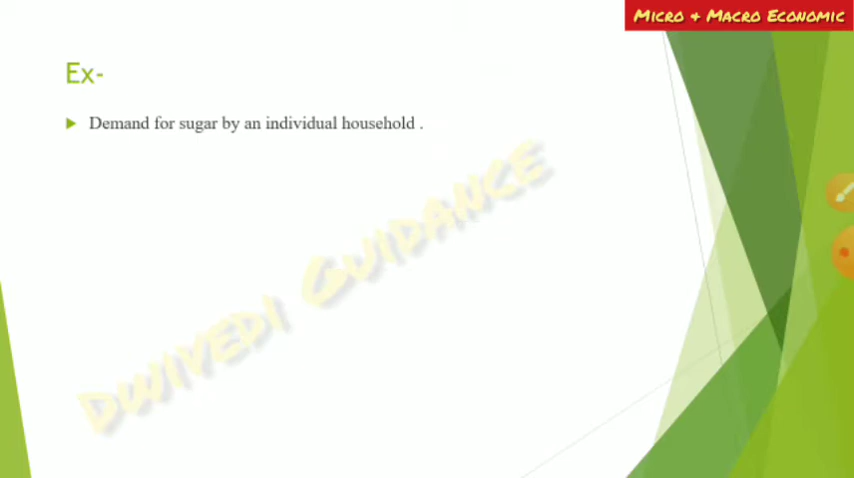 Micro & Macro Economic
Ex-
Demand for sugar by an individual household .
Dwivedi Guidance